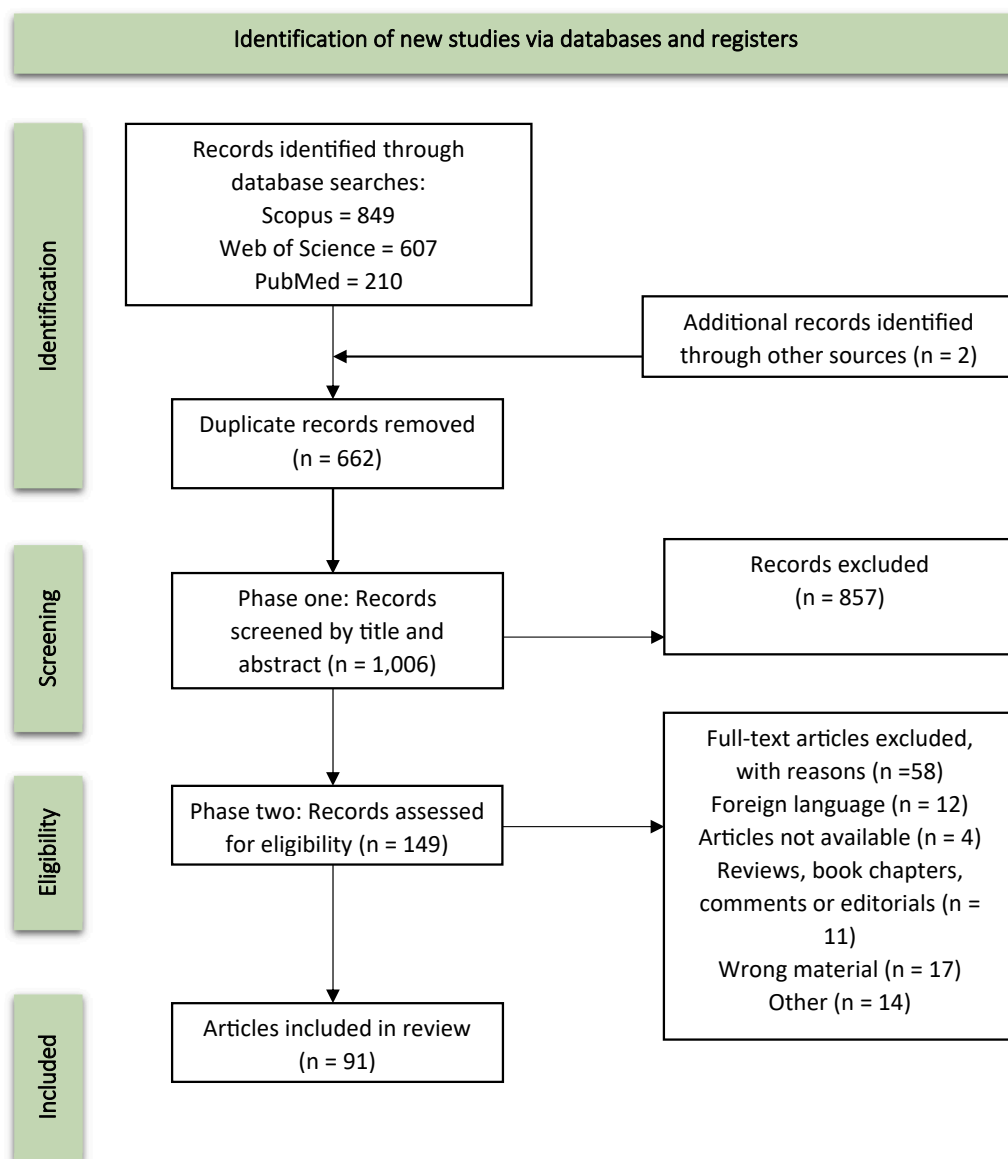 Identification of new studies via databases and registers
Identification
Records identified through
database searches:
Scopus = 849
Web of Science = 607
PubMed = 210
Additional records identified
through other sources (n = 2)
Duplicate records removed
(n = 662)
Screening
Phase one: Records
screened by title and
abstract (n = 1,006)
Records excluded
(n = 857)
Eligibility
Phase two: Records assessed
for eligibility (n = 149)
Full-text articles excluded,
with reasons (n =58)
Foreign language (n = 12)
Articles not available (n = 4)
Reviews, book chapters,
comments or editorials (n =
11)
Wrong material (n = 17)
Other (n = 14)
Included
Articles included in review
(n = 91)